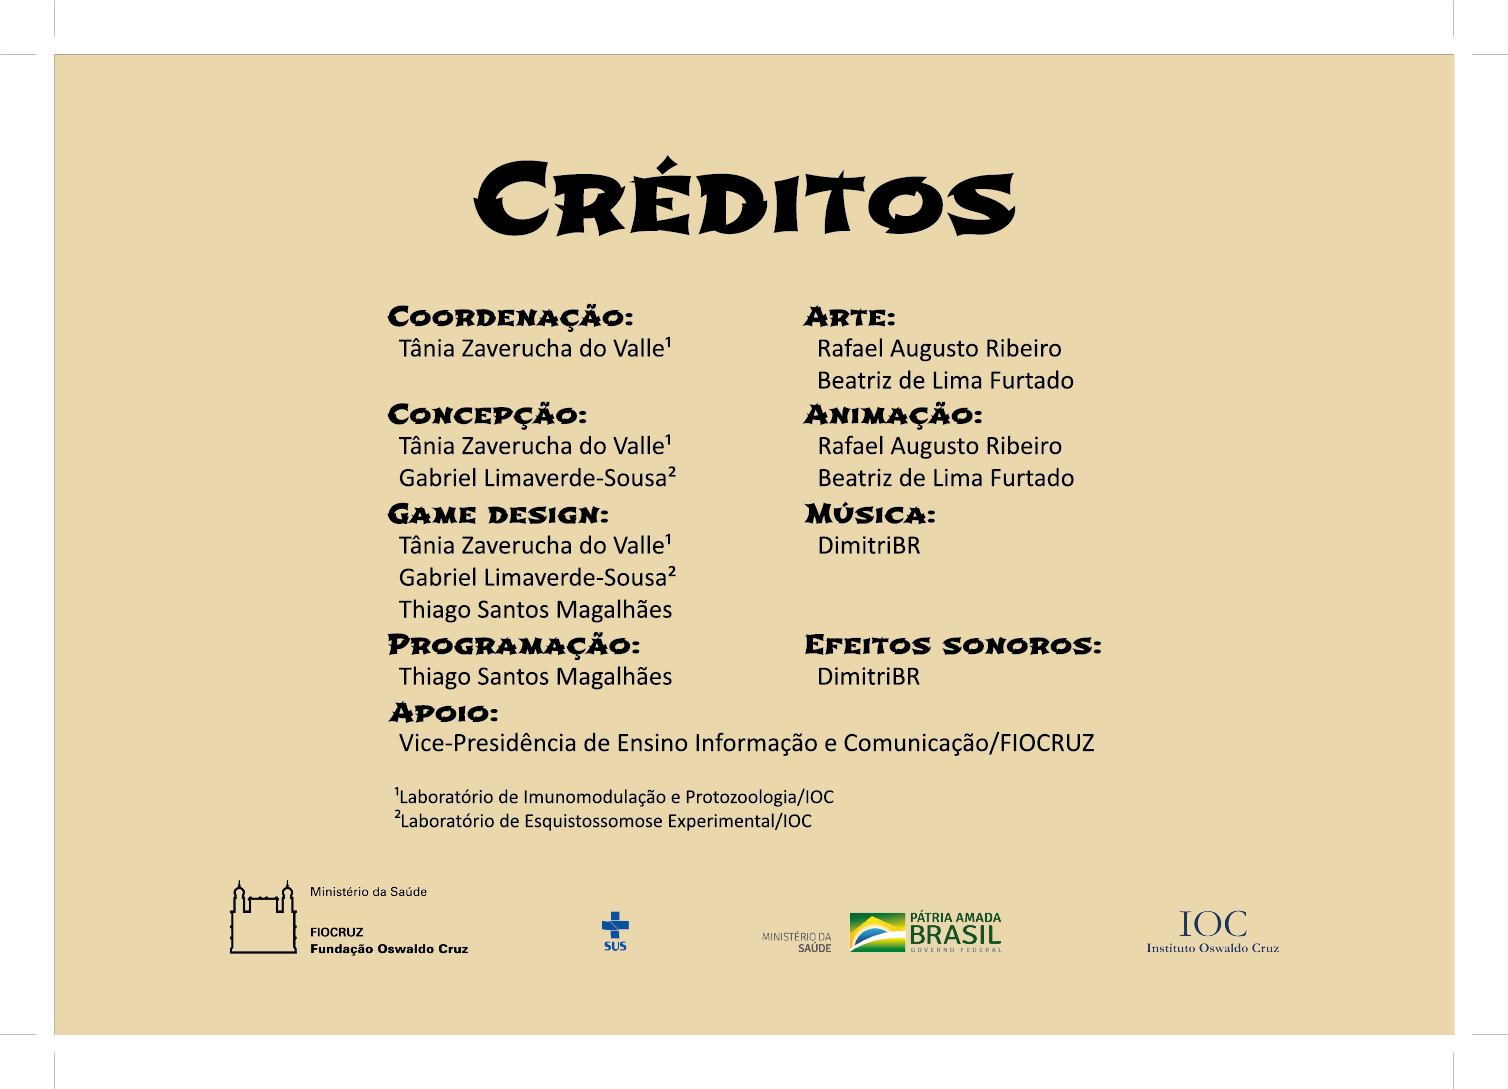 CRÉDITOS
COORDENAÇÃO:
Tânia Zaverucha do Valle¹
CONCEPÇÃO:
Tânia Zaverucha do Valle¹
Gabriel Limaverde-Sousa²
GAME DESIGN:
Tânia Zaverucha do Valle¹
Gabriel Limaverde-Sousa²
Thiago Santos Magalhães
PROGRAMAÇÃO:
Thiago Santos Magalhães
ARTE:
Rafael Augusto Ribeiro
Beatriz de Lima Furtado
ANIMAÇÃO:
Rafael Augusto Ribeiro
Beatriz de Lima Furtado
MÚSICA:
DimitriBR
EFEITOS SONOROS:
DimitriBR
APOIO:
Vice-Presidência de Ensino Informação e Comunicação/FIOCRUZ
¹Laboratório de Imunomodulação e Protozoologia/IOC
²Laboratório de Esquistossomose Experimental/IOC
Ministério da Saúde
FIOCRUZ
Fundação Oswaldo Cruz
SUS
MINISTÉRIO DA
SAÚDE
PÁTRIA AMADA
BRASIL
GOVERNO FEDERAL
IOC
Instituto Oswaldo Cruz